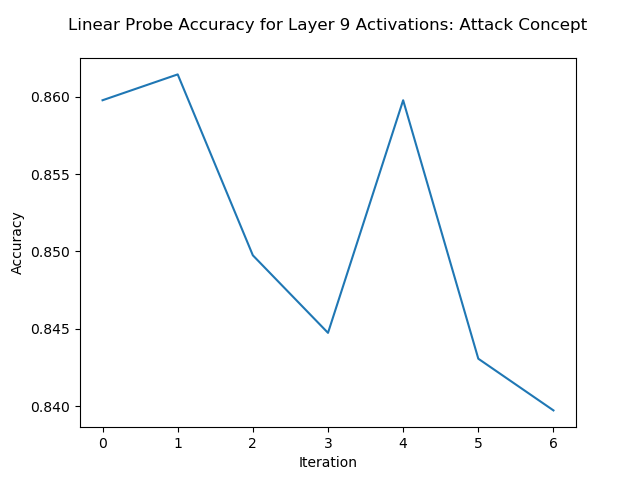 Linear Probe Accuracy for Layer 9 Activations: Attack Concept
0.860
0.855
0.850
0.845
0.840
Accuracy
0 1 2 3 4 5 6
Iteration